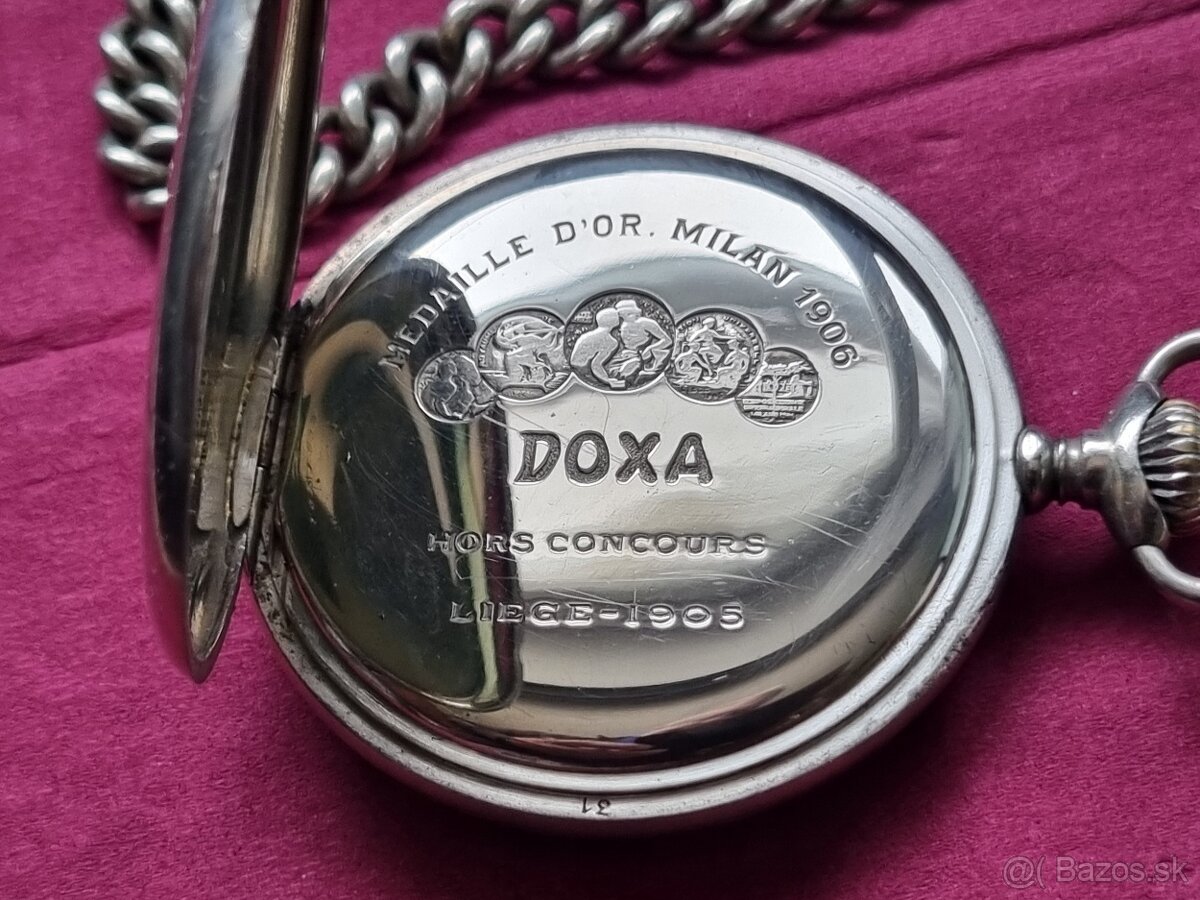 MEDAILLE D'OR. MILAN 1906
DOXA
HORS CONCOURS
LIEGE-1905
31
@( Bazos.sk